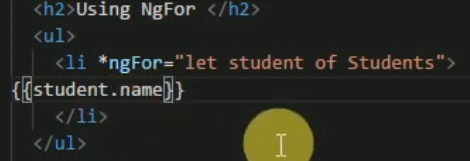 <h2>Using NgFor </h2>
<ul>
<li *ngFor="let student of Students">
{{student.name}}
</li>
</ul>